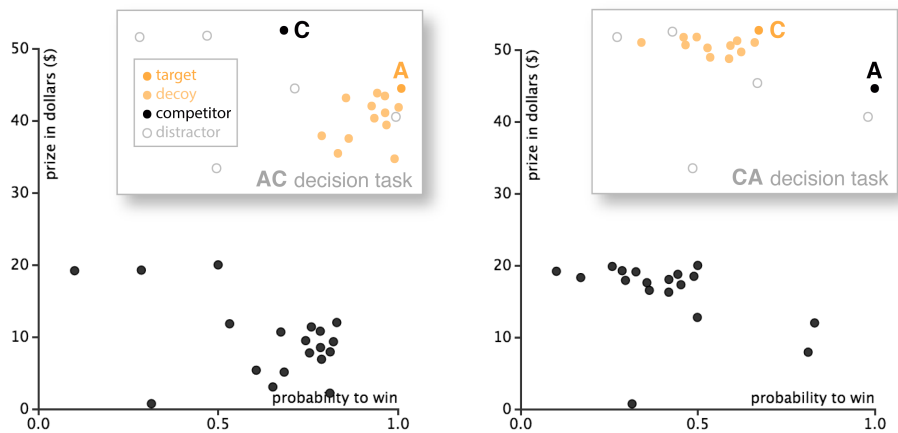 C
50
target
decoy
competitor
distractor
A
40
AC decision task
30
20
10
0
prize in dollars ($)
probability to win
0.0
0.5
1.0
C
50
A
40
CA decision task
30
20
10
0
prize in dollars ($)
probability to win
0.0
0.5
1.0